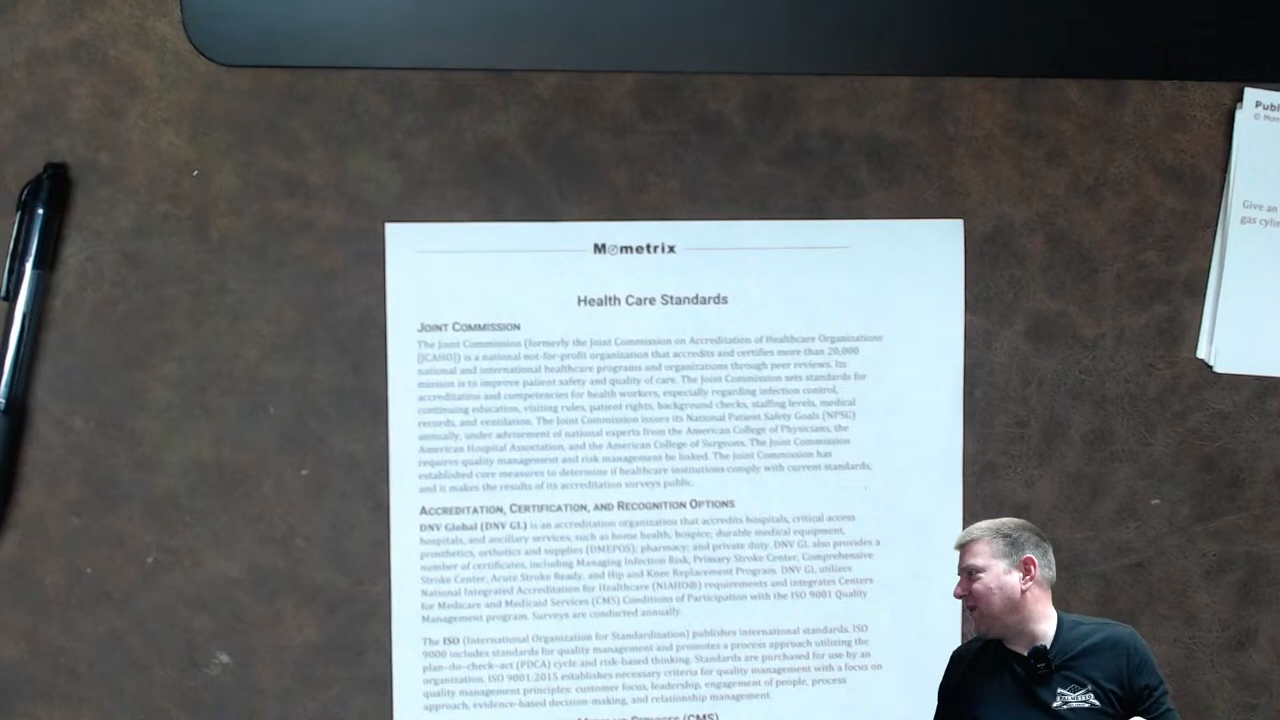 Mometrix
Health Care Standards
JOINT COMMISSION
The Joint Commission (formerly the Joint Commission on Accreditation of Healthcare Organizations
[JCAHO]) is a national not-for-profit organization that accredits and certifies more than 20,000
national and international healthcare programs and organizations through peer reviews. Its
mission is to improve patient safety and quality of care. The Joint Commission sets standards for
accreditation and competencies for health workers, especially regarding infection control,
continuing education, visiting rules, patient rights, background checks, staffing levels, medical
records, and ventilation. The Joint Commission issues its National Patient Safety Goals (NPSG)
annually, under advisement of national experts from the American College of Physicians, the
American Hospital Association, and the American College of Surgeons. The Joint Commission
requires quality management and risk management be linked. The Joint Commission has
established core measures to determine if healthcare institutions comply with current standards,
and it makes the results of its accreditation surveys public.
ACCREDITATION, CERTIFICATION, AND RECOGNITION OPTIONS
DNV Global (DNV GL) is an accreditation organization that accredits hospitals, critical access
hospitals, and ancillary services, such as home health, hospice, durable medical equipment,
prosthetics, orthotics and supplies (DMEPOS), pharmacy, and private duty. DNV GL also provides a
number of certificates, including Managing Infection Risk, Primary Stroke Center, Comprehensive
Stroke Center, Acute Stroke Ready, and Hip and Knee Replacement Program. DNV GL utilizes
National Integrated Accreditation for Healthcare (NIAHO®) requirements and integrates Centers
for Medicare and Medicaid Services (CMS) Conditions of Participation with the ISO 9001 Quality
Management program. Surveys are conducted annually.
The ISO (International Organization for Standardization) publishes international standards. ISO
9000 includes standards for quality management and promotes a process approach utilizing the
plan-do-check-act (PDCA) cycle and risk-based thinking. Standards are purchased for use by an
organization. ISO 9001:2015 establishes necessary criteria for quality management with a focus on
quality management principles: customer focus, leadership, engagement of people, process
approach, evidence-based decision-making, and relationship management.
(CMS)
Publ
© Mom
Give an
gas cylin
PALMETTO